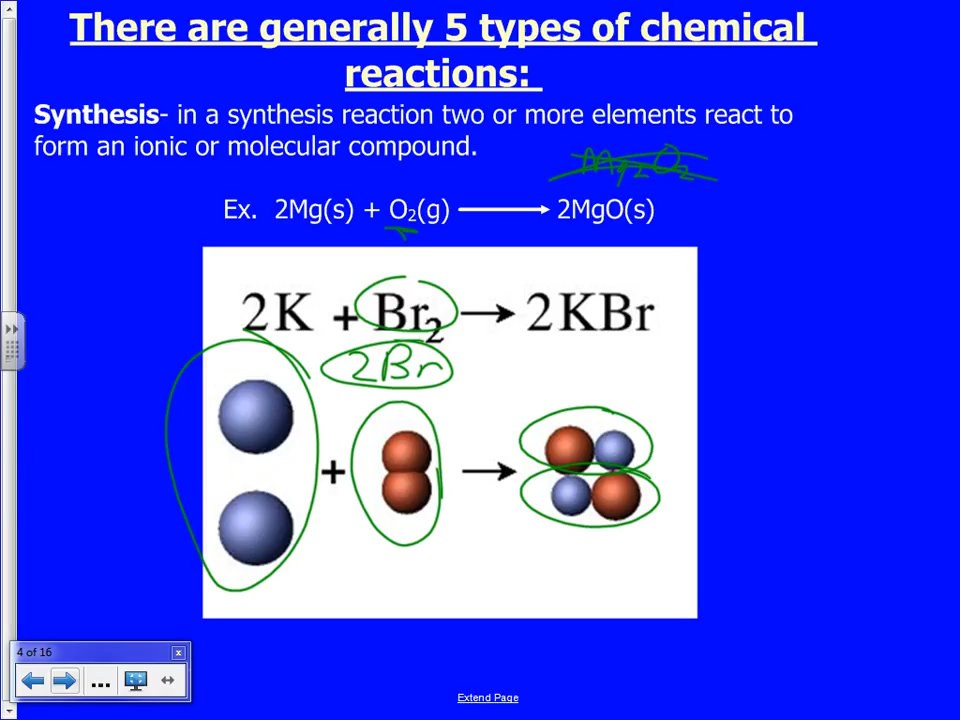 There are generally 5 types of chemical
reactions:
Synthesis- in a synthesis reaction two or more elements react to
form an ionic or molecular compound.
Mg2O2
Ex. 2Mg(s) + O₂(g) ⟶ 2MgO(s)
2K + Br₂ → 2KBr
2Br
+ →
4 of 16
x
...
Extend Page